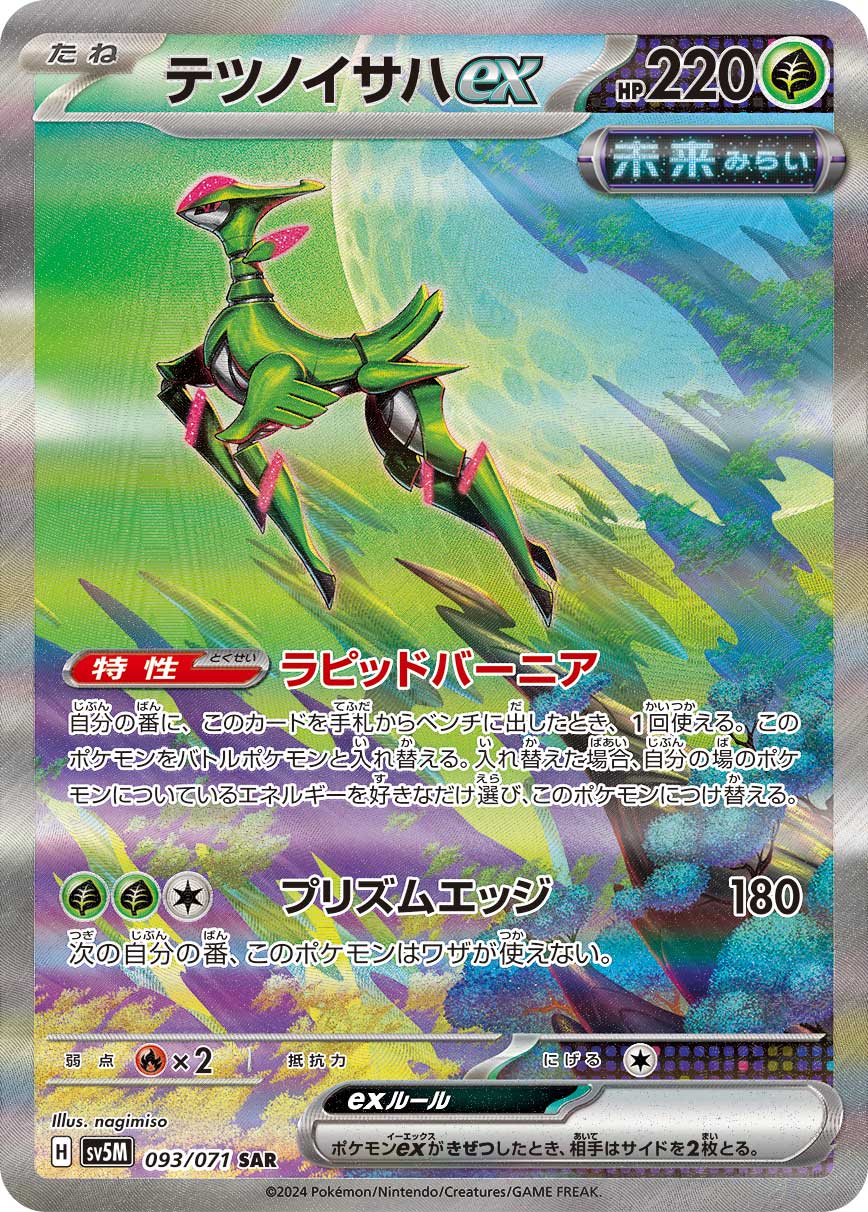 たね
テツノイサハex
HP220
未来みらい
特性 とくせい ラピッドバーニア
自分の番に、このカードを手札からベンチに出したとき、1回使える。この
ポケモンをバトルポケモンと入れ替える。入れ替えた場合、自分の場のポケ
モンについているエネルギーを好きなだけ選び、このポケモンにつけ替える。
プリズムエッジ 180
次の自分の番、このポケモンはワザが使えない。
弱点 ×2 抵抗力 にげる
exルール
ポケモンexがきぜつしたとき、相手はサイドを2枚とる。
Illus. nagimiso
H sv5M 093/071 SAR
©2024 Pokémon/Nintendo/Creatures/GAME FREAK.